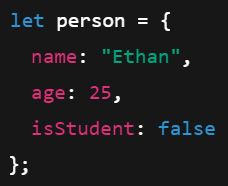 let person = {
  name: "Ethan",
  age: 25,
  isStudent: false
};